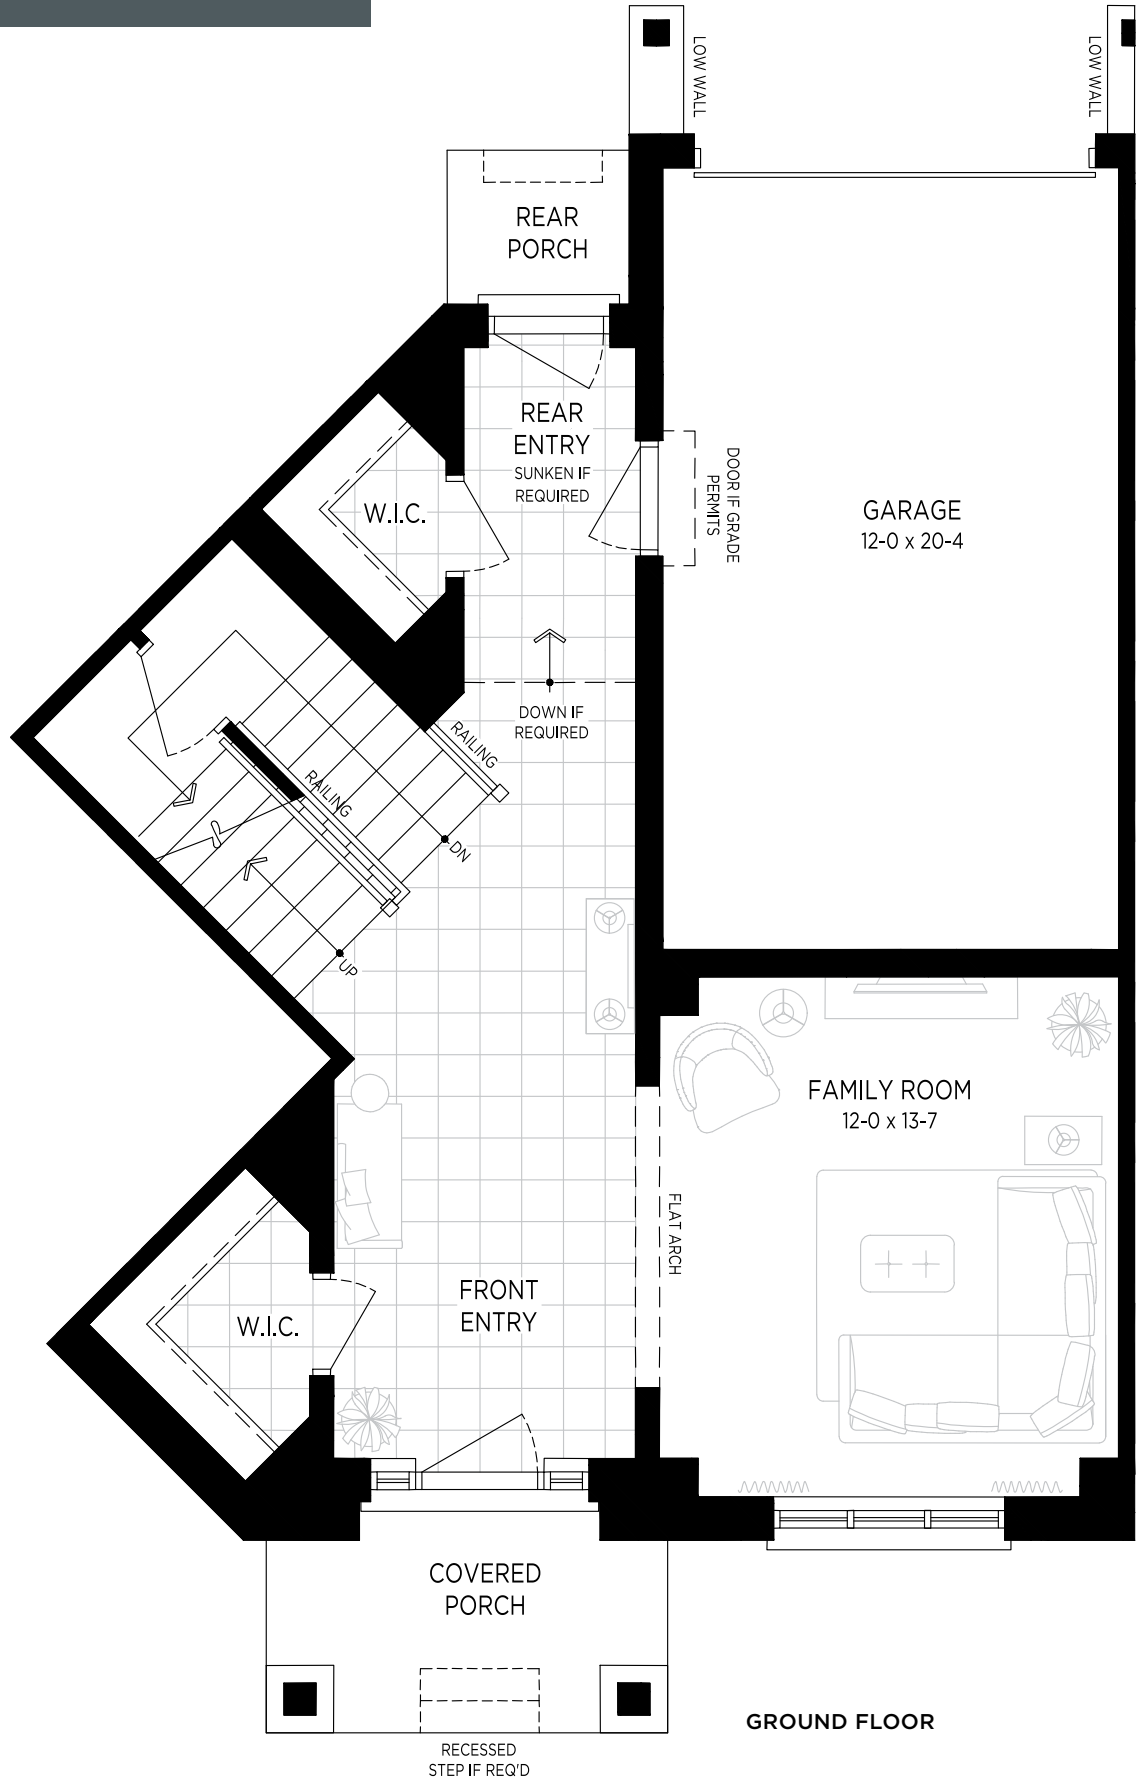 LOW WALL
LOW WALL
REAR
PORCH
REAR
ENTRY
SUNKEN IF
REQUIRED
W.I.C.
DOOR IF GRADE
PERMITS
GARAGE
12-0 x 20-4
DOWN IF
REQUIRED
RAILING
RAILING
DN
UP
FAMILY ROOM
12-0 x 13-7
FLAT ARCH
FRONT
ENTRY
W.I.C.
COVERED
PORCH
GROUND FLOOR
RECESSED
STEP IF REQ'D